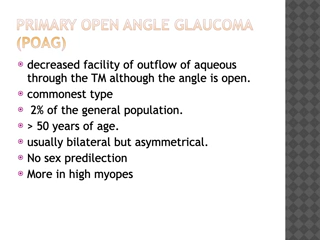 PRIMARY OPEN ANGLE GLAUCOMA
(POAG)
decreased facility of outflow of aqueous
through the TM although the angle is open.
commonest type
2% of the general population.
> 50 years of age.
usually bilateral but asymmetrical.
No sex predilection
More in high myopes